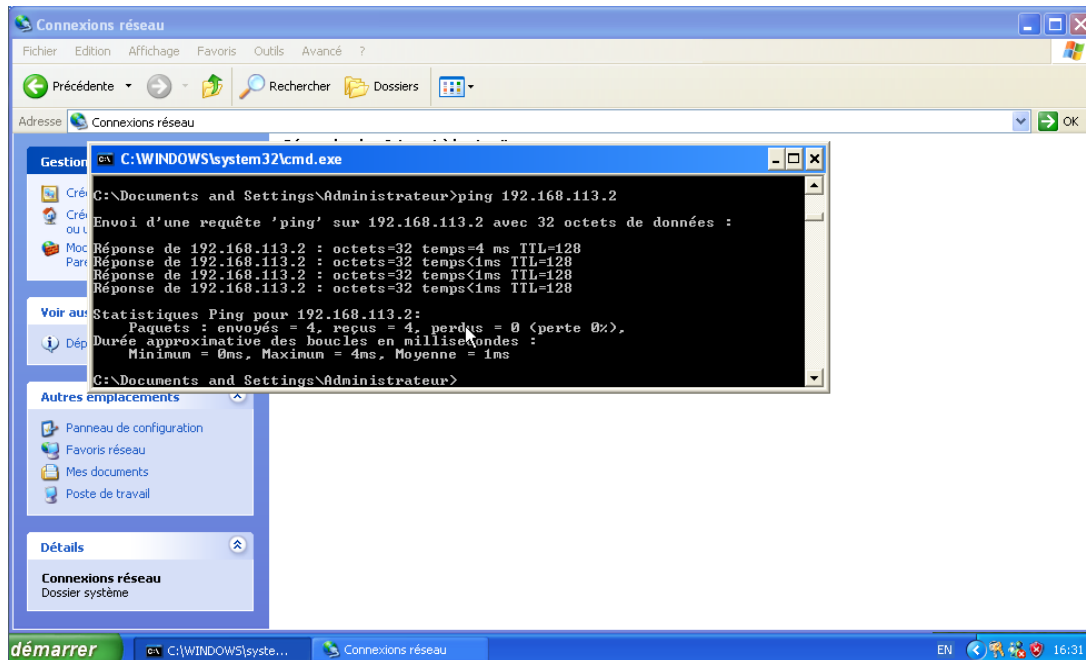 Connexions réseau
Fichier Edition Affichage Favoris Outils Avancé ?
Précédente Rechercher Dossiers
Adresse Connexions réseau OK
Gestion
C:\WINDOWS\system32\cmd.exe
C:\Documents and Settings\Administrateur>ping 192.168.113.2
Envoi d'une requête 'ping' sur 192.168.113.2 avec 32 octets de données :
Réponse de 192.168.113.2 : octets=32 temps=4 ms TTL=128
Réponse de 192.168.113.2 : octets=32 temps<1ms TTL=128
Réponse de 192.168.113.2 : octets=32 temps<1ms TTL=128
Réponse de 192.168.113.2 : octets=32 temps<1ms TTL=128
Statistiques Ping pour 192.168.113.2:
Paquets : envoyés = 4, reçus = 4, perdus = 0 (perte 0%),
Durée approximative des boucles en millisecondes :
Minimum = 0ms, Maximum = 4ms, Moyenne = 1ms
C:\Documents and Settings\Administrateur>
Cré
Cré
ou u
Moc
Par
Voir aus
Dép
Autres emplacements
Panneau de configuration
Favoris réseau
Mes documents
Poste de travail
Détails
Connexions réseau
Dossier système
démarrer C:\WINDOWS\syste... Connexions réseau EN 16:31